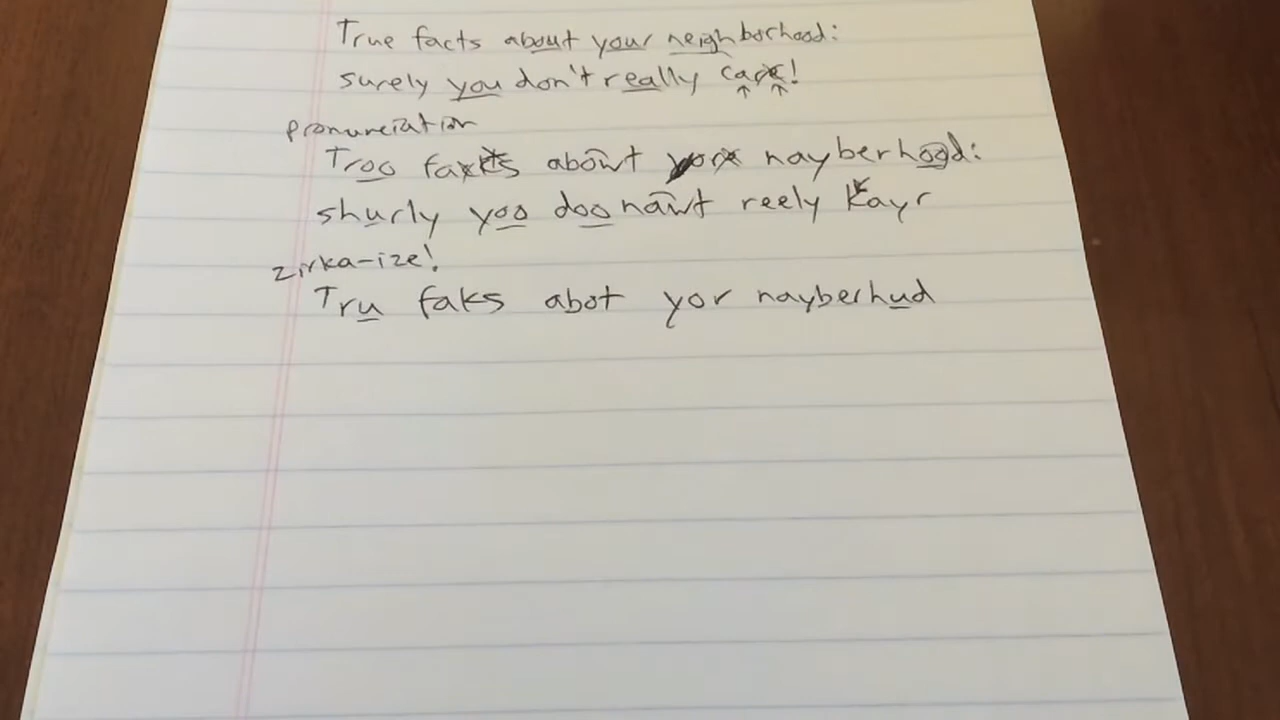 True facts about your neighborhood:
surely you don't really care!
pronunciation
Troo faxts about nayberhood:
shurly yoo doo nawt reely Kayr
zirka-ize!
Tru faks abot yor nayberhud